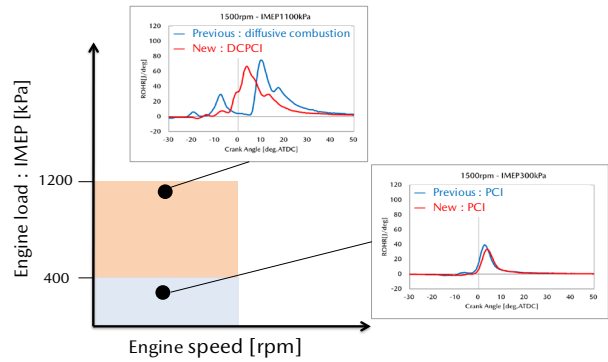 1500rpm - IMEP1100kPa
Previous : diffusive combustion
New : DCPCI
ROHR[J/deg]
120
100
80
60
40
20
0
-20
-30 -20 -10 0 10 20 30 40 50
Crank Angle [deg.ATDC]
Engine load : IMEP [kPa]
1200
400
Engine speed [rpm]
1500rpm - IMEP300kPa
Previous : PCI
New : PCI
ROHR[J/deg]
120
100
80
60
40
20
0
-20
-30 -20 -10 0 10 20 30 40 50
Crank Angle [deg.ATDC]